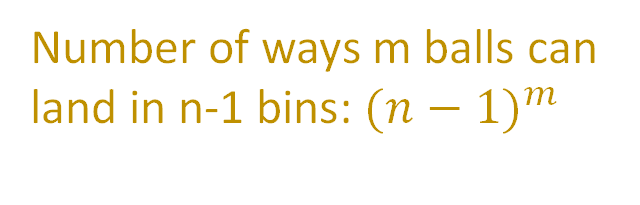 Number of ways m balls can
land in n-1 bins: $(n-1)^m$